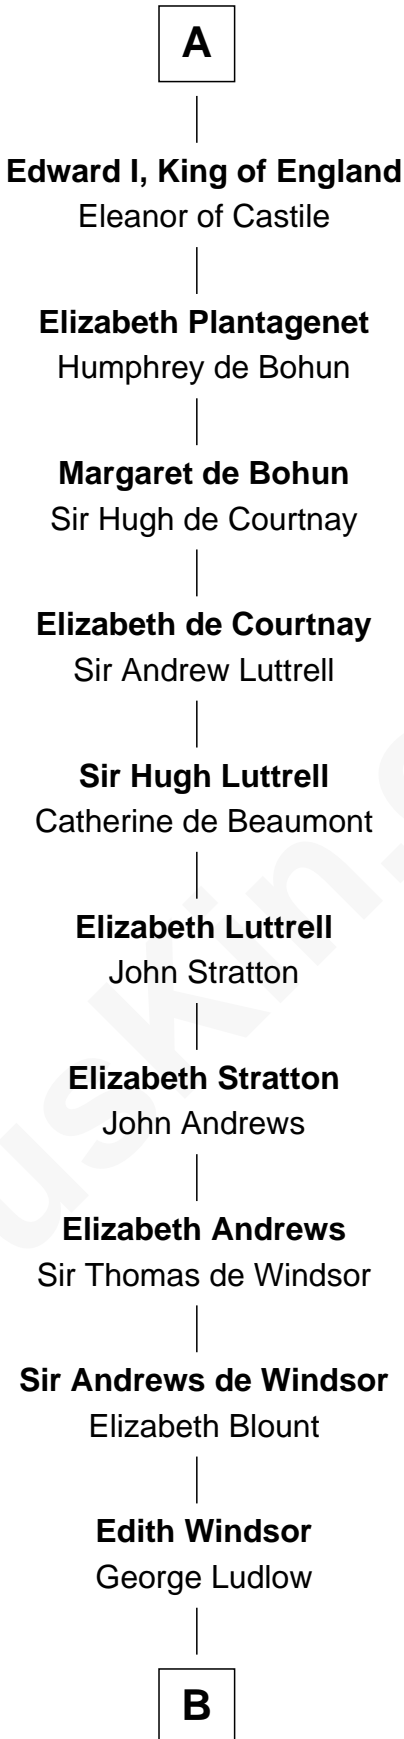 A
Edward I, King of England
Eleanor of Castile
Elizabeth Plantagenet
Humphrey de Bohun
Margaret de Bohun
Sir Hugh de Courtnay
Elizabeth de Courtnay
Sir Andrew Luttrell
Sir Hugh Luttrell
Catherine de Beaumont
Elizabeth Luttrell
John Stratton
Elizabeth Stratton
John Andrews
Elizabeth Andrews
Sir Thomas de Windsor
Sir Andrews de Windsor
Elizabeth Blount
Edith Windsor
George Ludlow
B